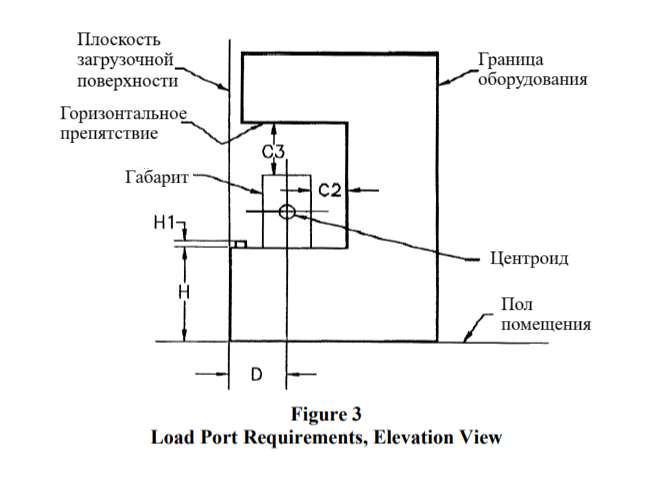 Плоскость
загрузочной
поверхности
Граница
оборудования
Горизонтальное
препятствие
C3
Габарит
C2
H1
Центроид
H
Пол
помещения
D
Figure 3
Load Port Requirements, Elevation View